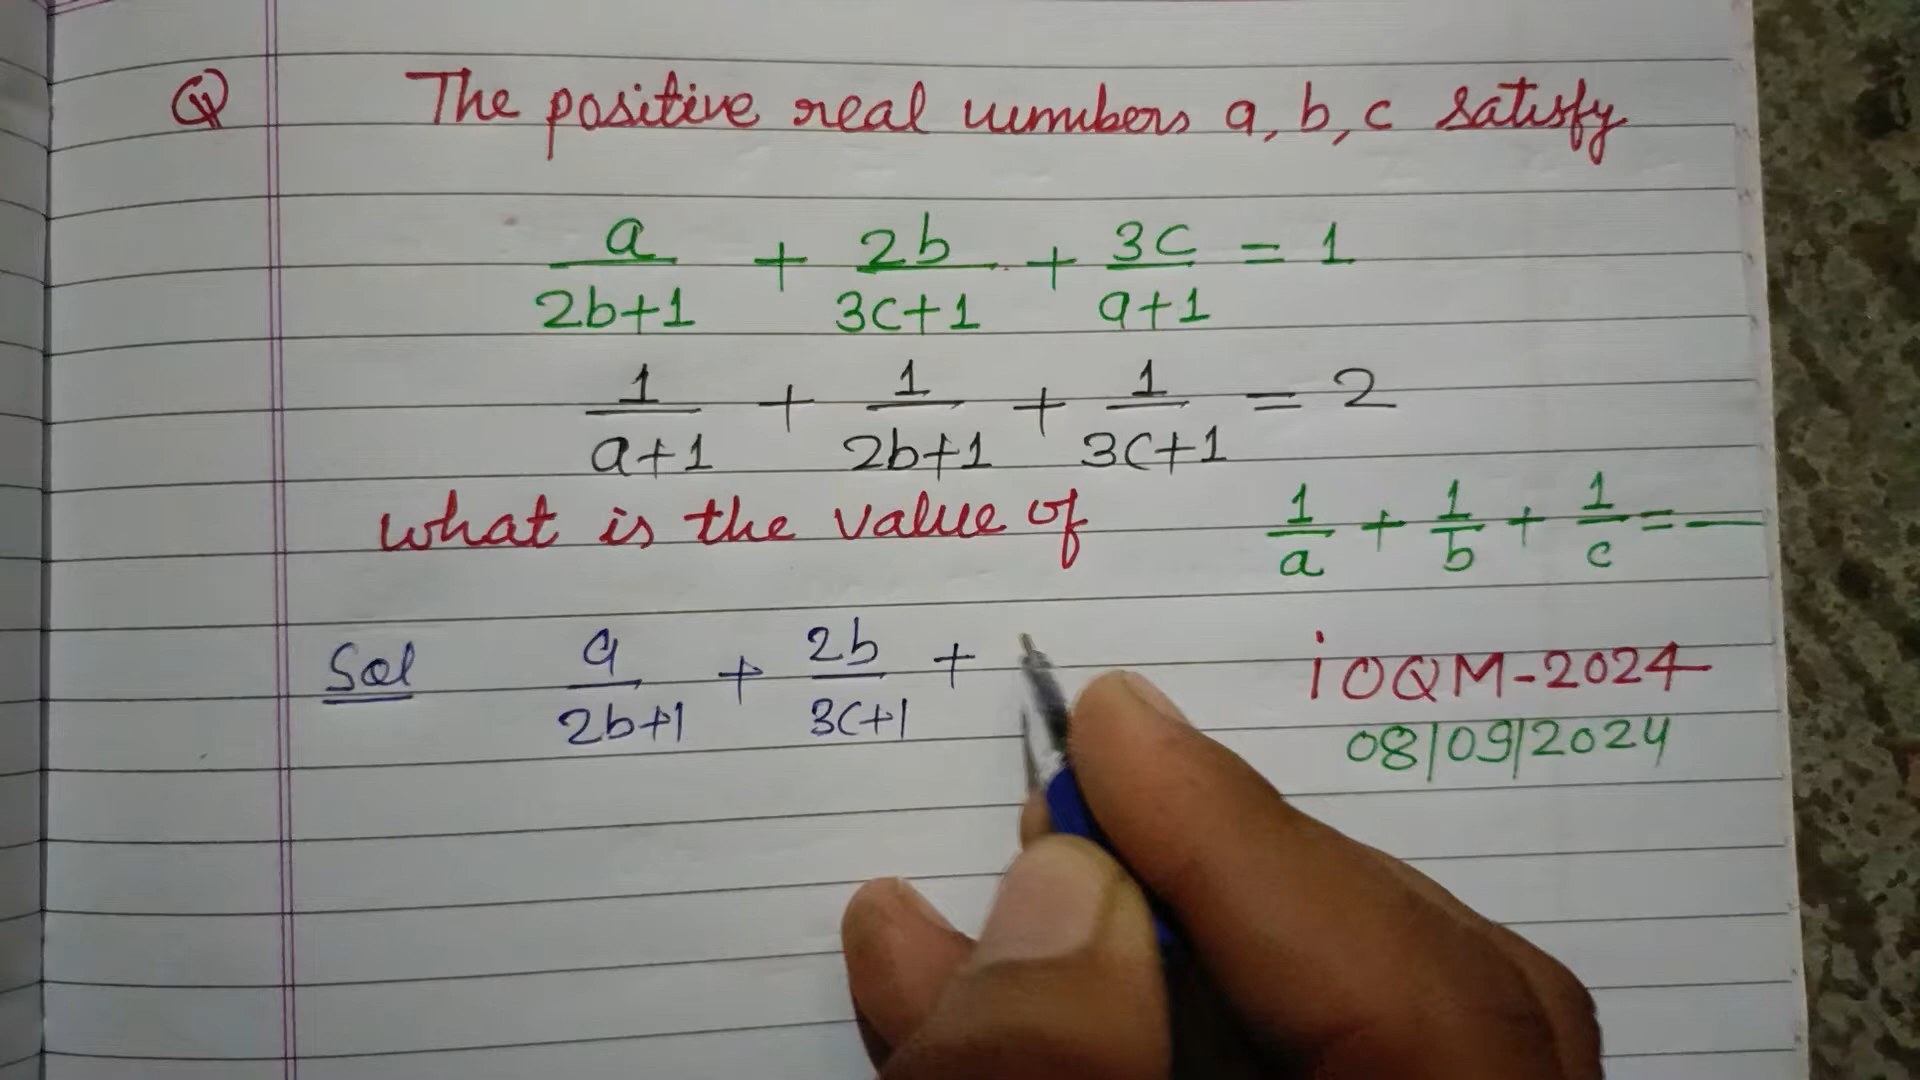 Q The positive real numbers a, b, c satisfy
a/(2b+1) + 2b/(3c+1) + 3c/(a+1) = 1
1/(a+1) + 1/(2b+1) + 1/(3c+1) = 2
what is the value of 1/a + 1/b + 1/c = —
Sol a/(2b+1) + 2b/(3c+1) +
iOQM-2024
08/09/2024